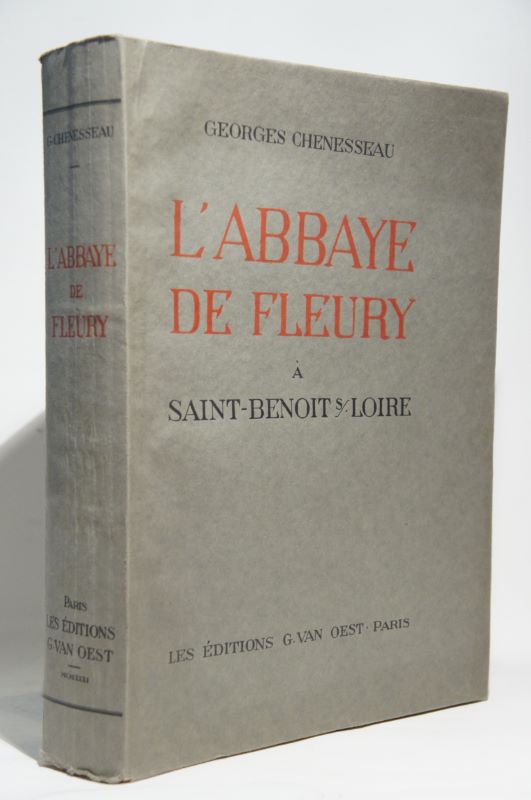 G. CHENESSEAU
L'ABBAYE
DE
FLEURY
PARIS
LES ÉDITIONS
G. VAN OEST
GEORGES CHENESSEAU
L'ABBAYE
DE FLEURY
À
SAINT-BENOIT S/ LOIRE
LES ÉDITIONS G. VAN OEST · PARIS